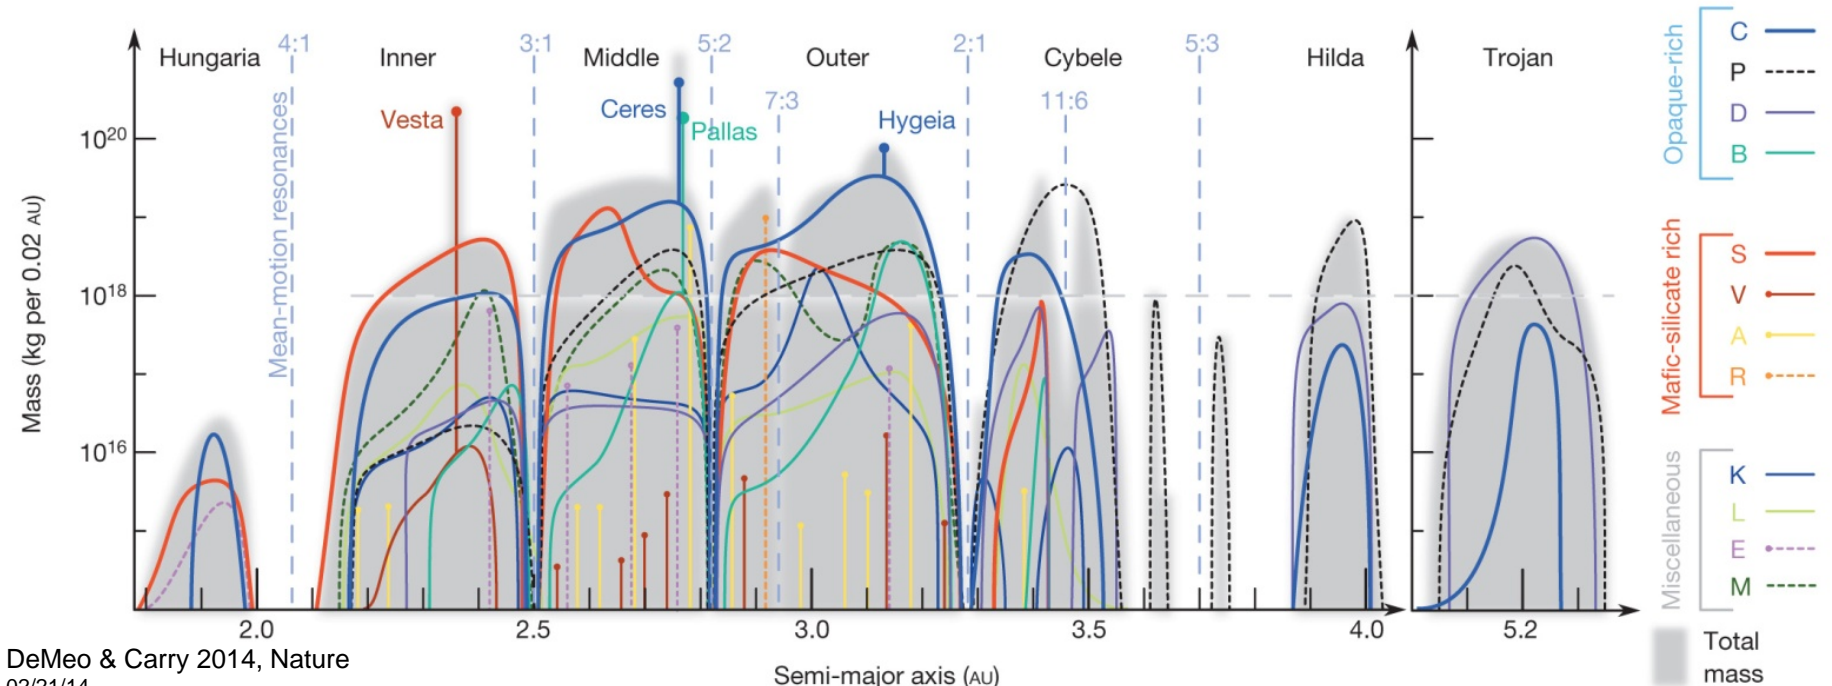 Hungaria 4:1 Inner 3:1 Middle 5:2 Outer 2:1 Cybele 5:3 Hilda Trojan
7:3 11:6
Vesta Ceres Pallas Hygeia
Mean-motion resonances
Mass (kg per 0.02 AU)
10^20
10^18
10^16
2.0 2.5 3.0 3.5 4.0 5.2
Semi-major axis (AU)
Opaque-rich
C
P
D
B
Mafic-silicate rich
S
V
A
R
Miscellaneous
K
L
E
M
Total
mass
DeMeo & Carry 2014, Nature
02/21/14